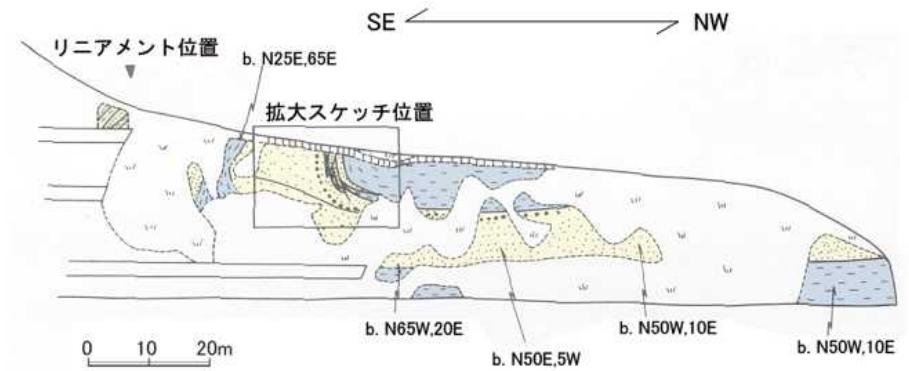 SE NW
リニアメント位置
b. N25E,65E
拡大スケッチ位置
b. N65W,20E
b. N50E,5W
b. N50W,10E
b. N50W,10E
0 10 20m